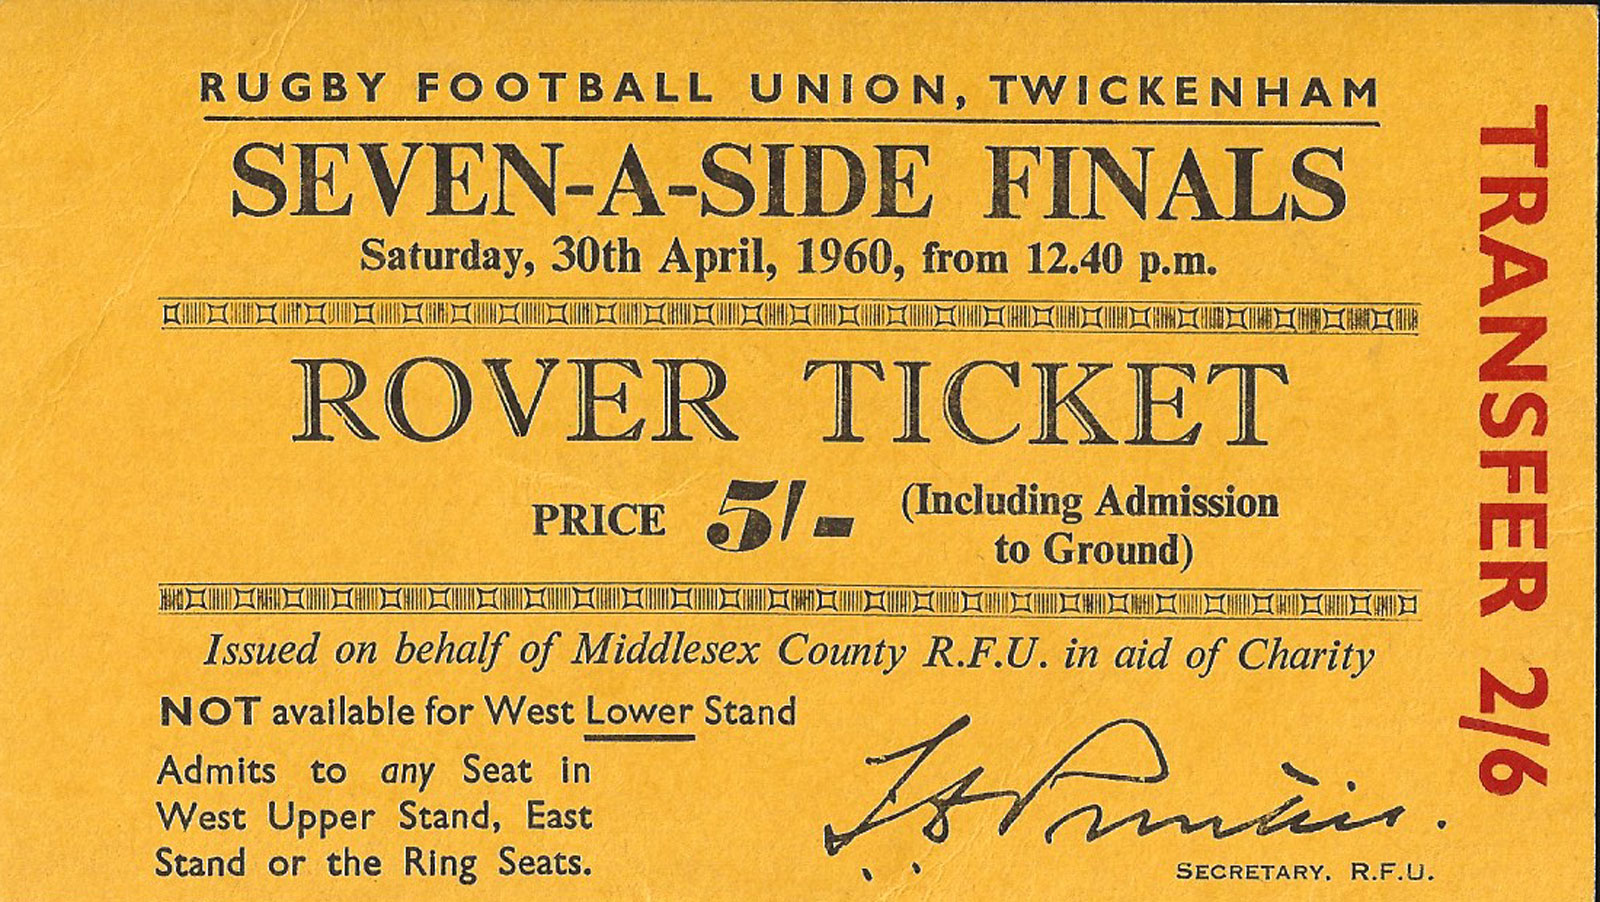 RUGBY FOOTBALL UNION, TWICKENHAM
SEVEN-A-SIDE FINALS
Saturday, 30th April, 1960, from 12.40 p.m.
ROVER TICKET
PRICE 5/- (Including Admission
to Ground)
Issued on behalf of Middlesex County R.F.U. in aid of Charity
NOT available for West Lower Stand
Admits to any Seat in
West Upper Stand, East
Stand or the Ring Seats.
SECRETARY, R.F.U.
TRANSFER 2/6